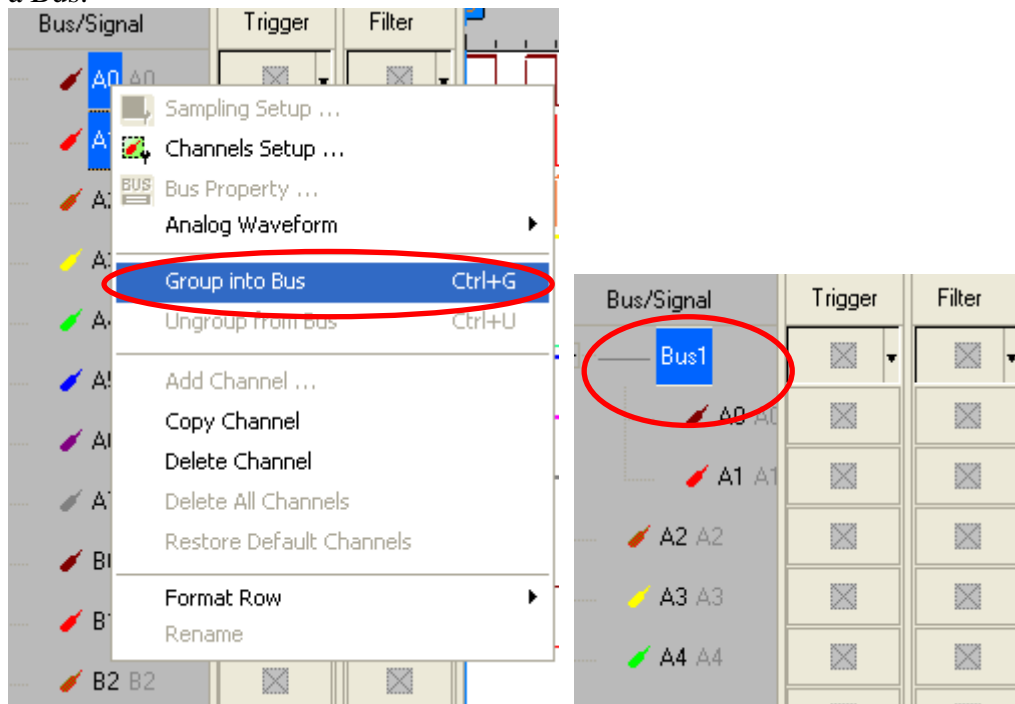 a Bus.
Bus/Signal Trigger Filter
A0 A0
Sampling Setup ...
Channels Setup ...
BUS Bus Property ...
Analog Waveform
Group into Bus Ctrl+G
Ungroup from Bus Ctrl+U
Add Channel ...
Copy Channel
Delete Channel
Delete All Channels
Restore Default Channels
Format Row
Rename
B2 B2
Bus/Signal Trigger Filter
Bus1
A0 A0
A1 A1
A2 A2
A3 A3
A4 A4